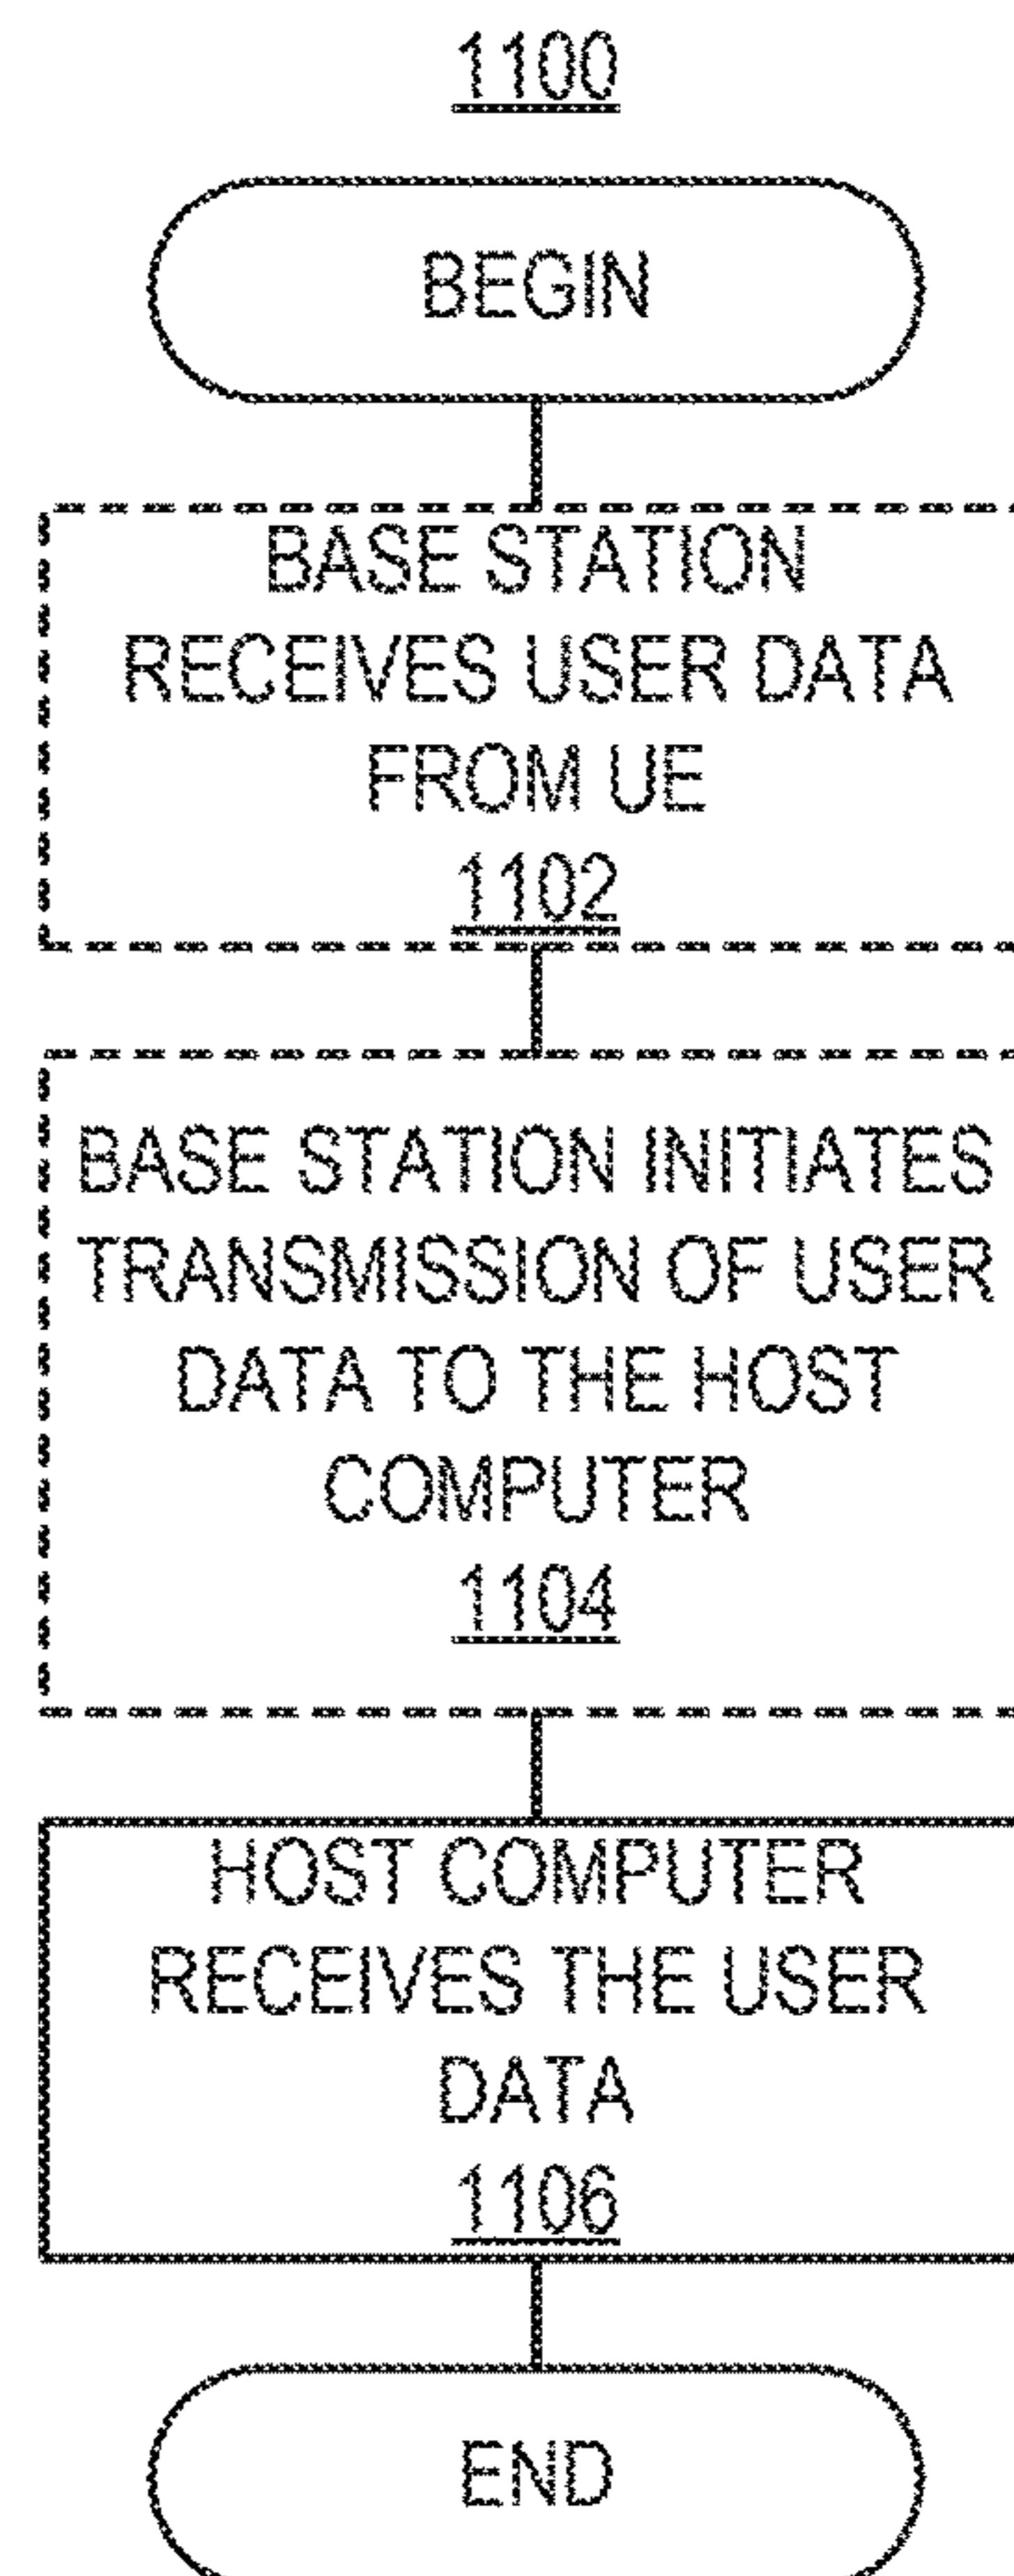 1100
BEGIN
BASE STATION
RECEIVES USER DATA
FROM UE
1102
BASE STATION INITIATES
TRANSMISSION OF USER
DATA TO THE HOST
COMPUTER
1104
HOST COMPUTER
RECEIVES THE USER
DATA
1106
END